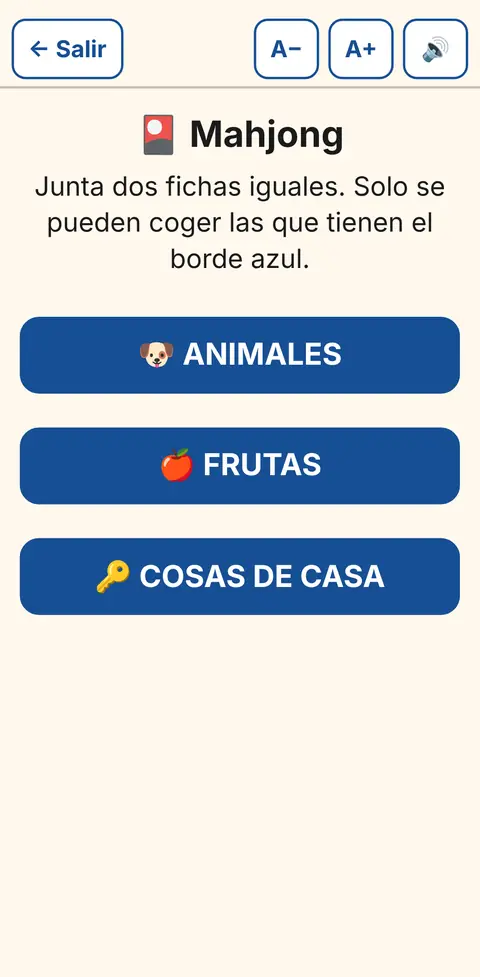 ← Salir
A−
A+
Mahjong
Junta dos fichas iguales. Solo se
pueden coger las que tienen el
borde azul.
ANIMALES
FRUTAS
COSAS DE CASA